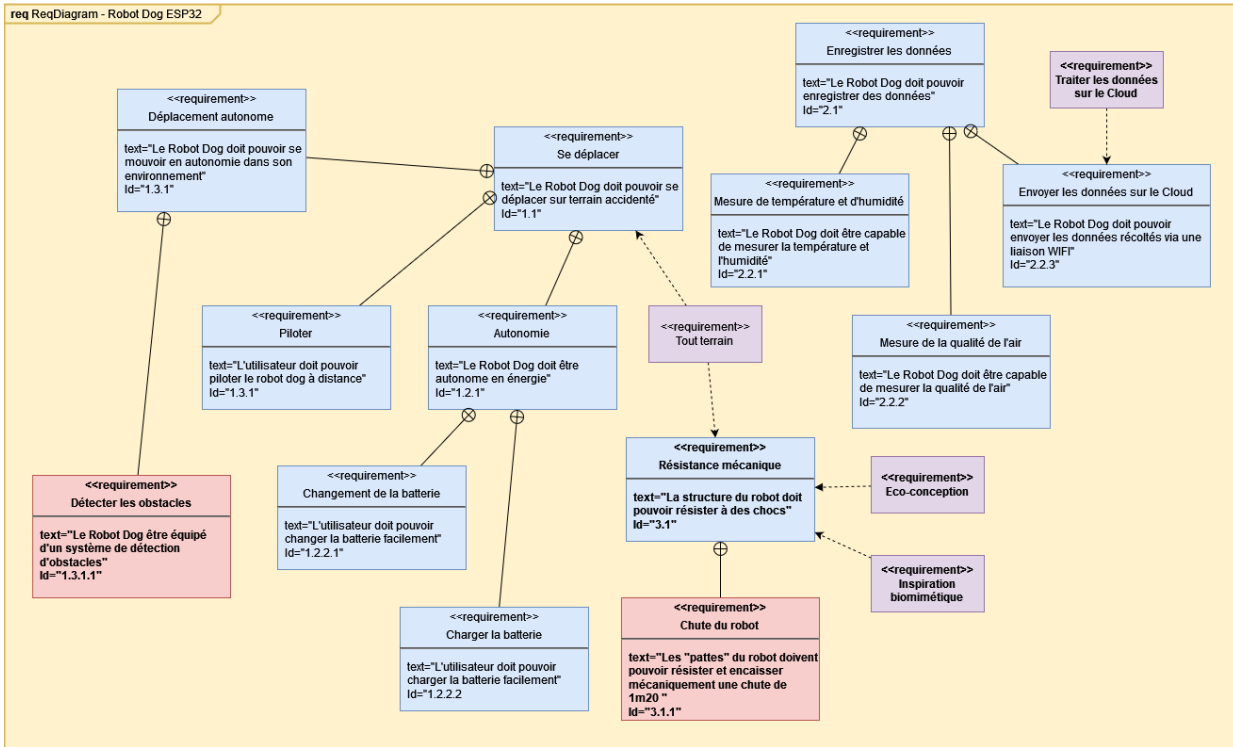 req ReqDiagram - Robot Dog ESP32
<<requirement>>
Déplacement autonome
text="Le Robot Dog doit pouvoir se
mouvoir en autonomie dans son
environnement"
Id="1.3.1"
<<requirement>>
Se déplacer
text="Le Robot Dog doit pouvoir se
déplacer sur terrain accidenté"
Id="1.1"
<<requirement>>
Enregistrer les données
text="Le Robot Dog doit pouvoir
enregistrer des données"
Id="2.1"
<<requirement>>
Traiter les données
sur le Cloud
<<requirement>>
Mesure de température et d'humidité
text="Le Robot Dog doit être capable
de mesurer la température et
l'humidité"
Id="2.2.1"
<<requirement>>
Envoyer les données sur le Cloud
text="Le Robot Dog doit pouvoir
envoyer les données récoltés via une
liaison WIFI"
Id="2.2.3"
<<requirement>>
Piloter
text="L'utilisateur doit pouvoir
piloter le robot dog à distance"
Id="1.3.1"
<<requirement>>
Autonomie
text="Le Robot Dog doit être
autonome en énergie"
Id="1.2.1"
<<requirement>>
Tout terrain
<<requirement>>
Mesure de la qualité de l'air
text="Le Robot Dog doit être capable
de mesurer la qualité de l'air"
Id="2.2.2"
<<requirement>>
Détecter les obstacles
text="Le Robot Dog être équipé
d'un système de détection
d'obstacles"
Id="1.3.1.1"
<<requirement>>
Changement de la batterie
text="L'utilisateur doit pouvoir
changer la batterie facilement"
Id="1.2.2.1"
<<requirement>>
Résistance mécanique
text="La structure du robot doit
pouvoir résister à des chocs"
Id="3.1"
<<requirement>>
Eco-conception
<<requirement>>
Inspiration
biomimétique
<<requirement>>
Charger la batterie
text="L'utilisateur doit pouvoir
charger la batterie facilement"
Id="1.2.2.2
<<requirement>>
Chute du robot
text="Les "pattes" du robot doivent
pouvoir résister et encaisser
mécaniquement une chute de
1m20 "
Id="3.1.1"